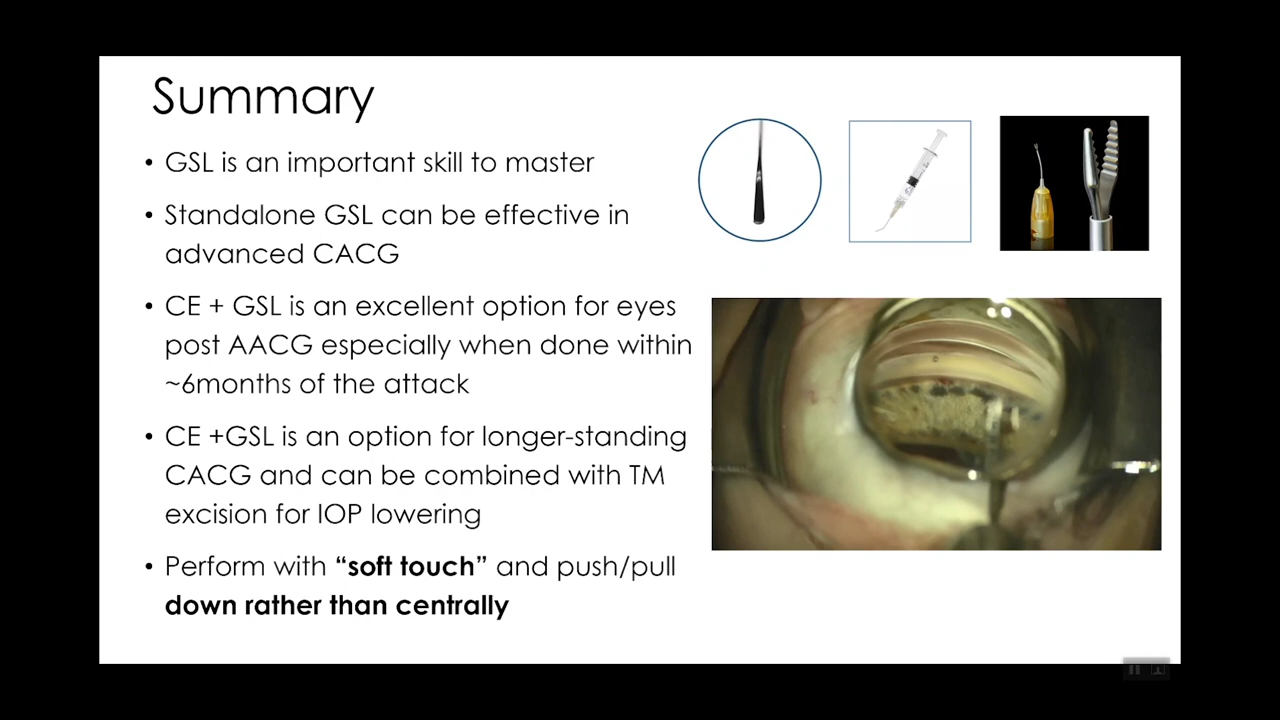 Summary
• GSL is an important skill to master
• Standalone GSL can be effective in
advanced CACG
• CE + GSL is an excellent option for eyes
post AACG especially when done within
~6months of the attack
• CE +GSL is an option for longer-standing
CACG and can be combined with TM
excision for IOP lowering
• Perform with “soft touch” and push/pull
down rather than centrally